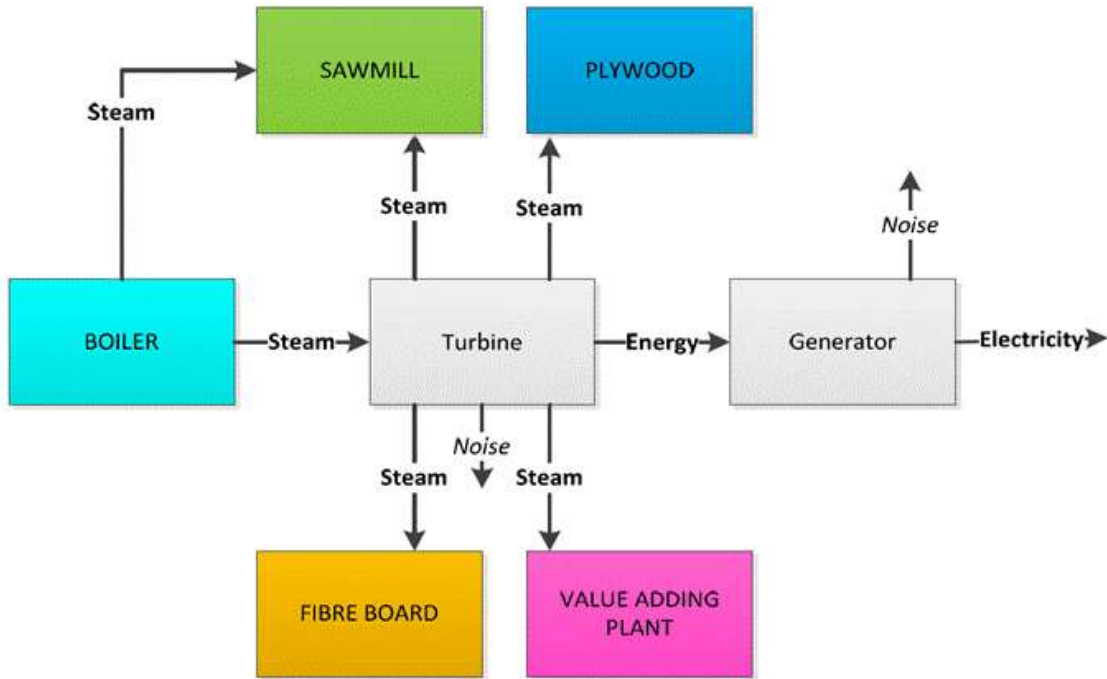 SAWMILL
PLYWOOD
Steam
Steam
Steam
Noise
BOILER
Steam
Turbine
Energy
Generator
Electricity
Noise
Steam
Steam
FIBRE BOARD
VALUE ADDING
PLANT